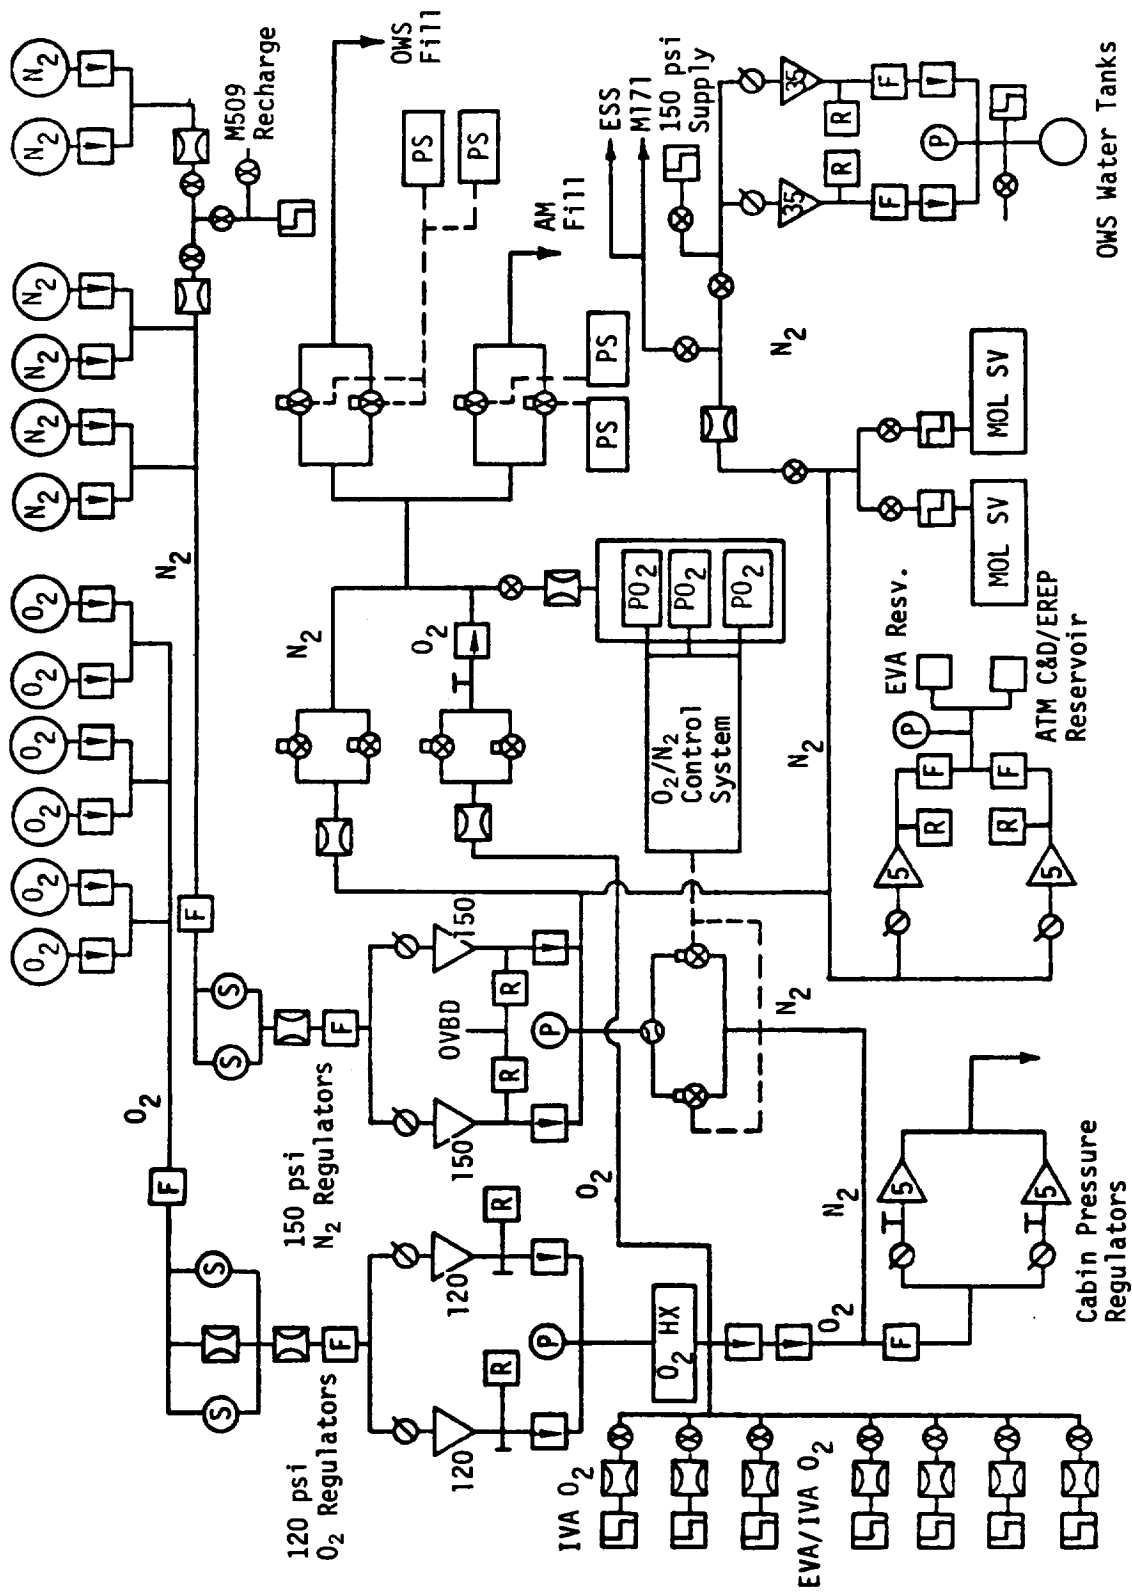 O₂ O₂ O₂ O₂ O₂ O₂ N₂ N₂ N₂ N₂ N₂ N₂
O₂
N₂
F
F
S S
S S
M509
Recharge
120 psi
O₂ Regulators
150 psi
N₂ Regulators
F
F
N₂
OWS
Fill
O₂
PS
PS
120
120
150
150
R
R
OVBD
R
R
P
P
AM
Fill
IVA O₂
O₂
PS
PS
ESS
M171
150 psi
Supply
O₂ HX
O₂/N₂
Control
System
PO₂
PO₂
PO₂
N₂
N₂
N₂
EVA/IVA O₂
O₂
N₂
35
35
R
R
F
F
P
F
5
5
5
5
R
R
F
F
P
EVA Resv.
MOL SV
MOL SV
Cabin Pressure
Regulators
ATM C&D/EREP
Reservoir
OWS Water Tanks